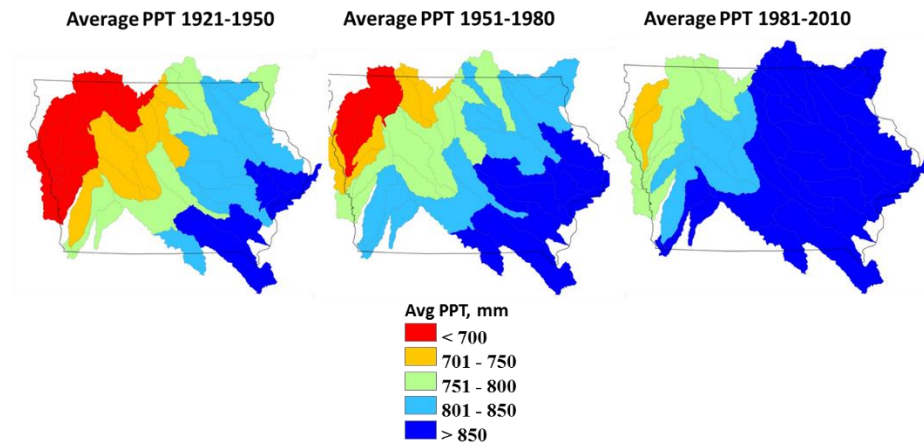 Average PPT 1921-1950
Average PPT 1951-1980
Average PPT 1981-2010
Avg PPT, mm
< 700
701 - 750
751 - 800
801 - 850
> 850